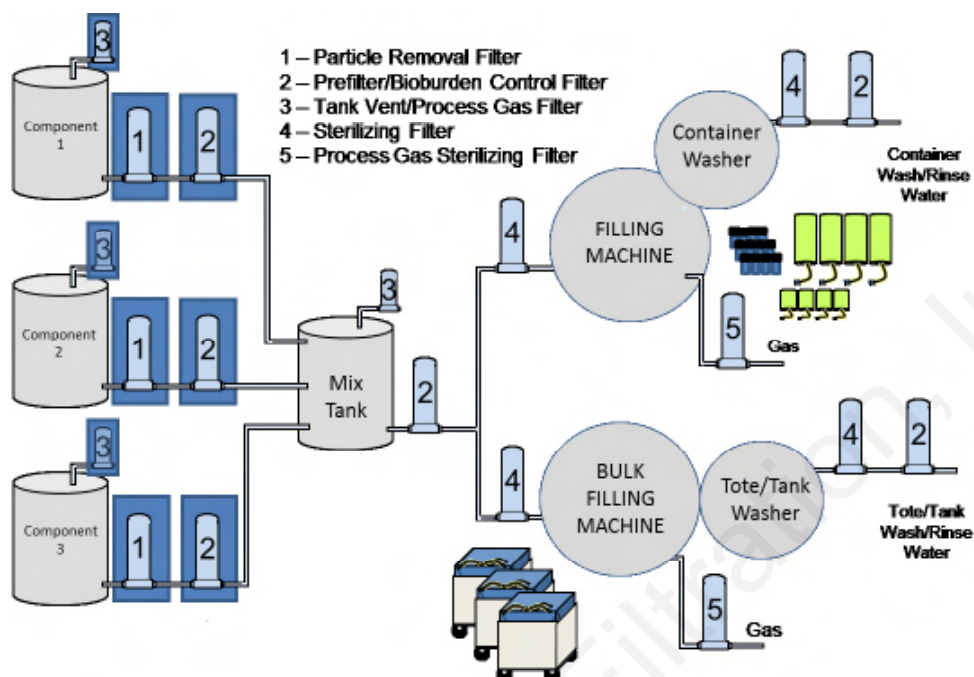 3
Component
1
1
2
1 – Particle Removal Filter
2 – Prefilter/Bioburden Control Filter
3 – Tank Vent/Process Gas Filter
4 – Sterilizing Filter
5 – Process Gas Sterilizing Filter
4
2
Container
Washer
Container
Wash/Rinse
Water
4
FILLING
MACHINE
5
Gas
3
Component
2
1
2
3
Mix
Tank
2
3
Component
3
1
2
4
BULK
FILLING
MACHINE
Tote/Tank
Washer
4
2
Tote/Tank
Wash/Rinse
Water
5
Gas
Filtration, I